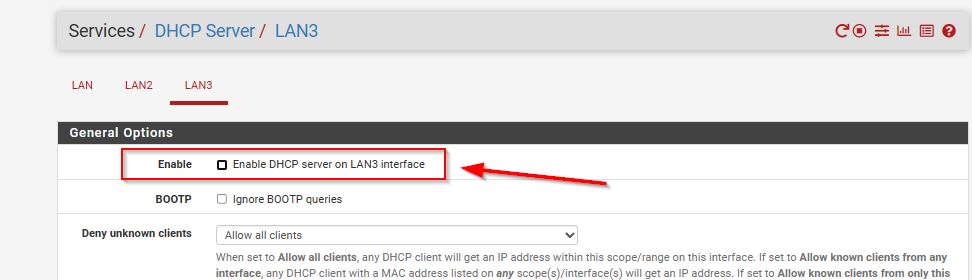 Services / DHCP Server / LAN3
LAN LAN2 LAN3
General Options
Enable Enable DHCP server on LAN3 interface
BOOTP Ignore BOOTP queries
Deny unknown clients Allow all clients
When set to Allow all clients, any DHCP client will get an IP address within this scope/range on this interface. If set to Allow known clients from any
interface, any DHCP client with a MAC address listed on any scope(s)/interface(s) will get an IP address. If set to Allow known clients from only this